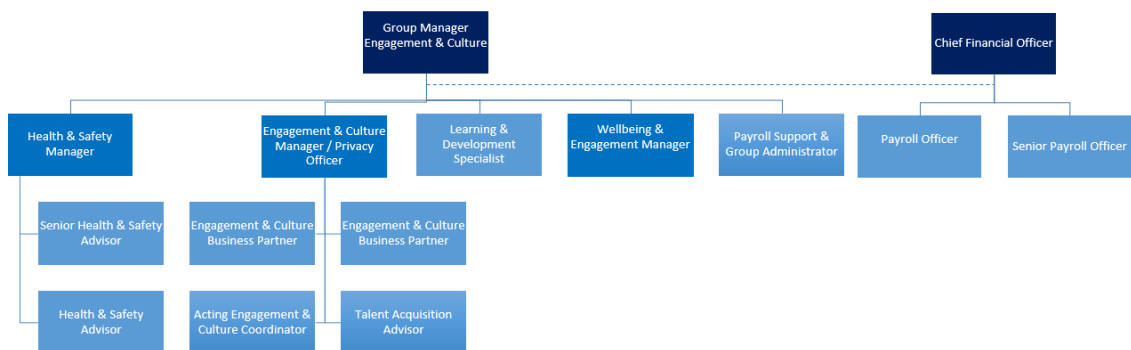 Group Manager
Engagement & Culture
Chief Financial Officer
Health & Safety
Manager
Engagement & Culture
Manager / Privacy
Officer
Learning &
Development
Specialist
Wellbeing &
Engagement Manager
Payroll Support &
Group Administrator
Payroll Officer
Senior Payroll Officer
Senior Health & Safety
Advisor
Engagement & Culture
Business Partner
Engagement & Culture
Business Partner
Health & Safety
Advisor
Acting Engagement &
Culture Coordinator
Talent Acquisition
Advisor